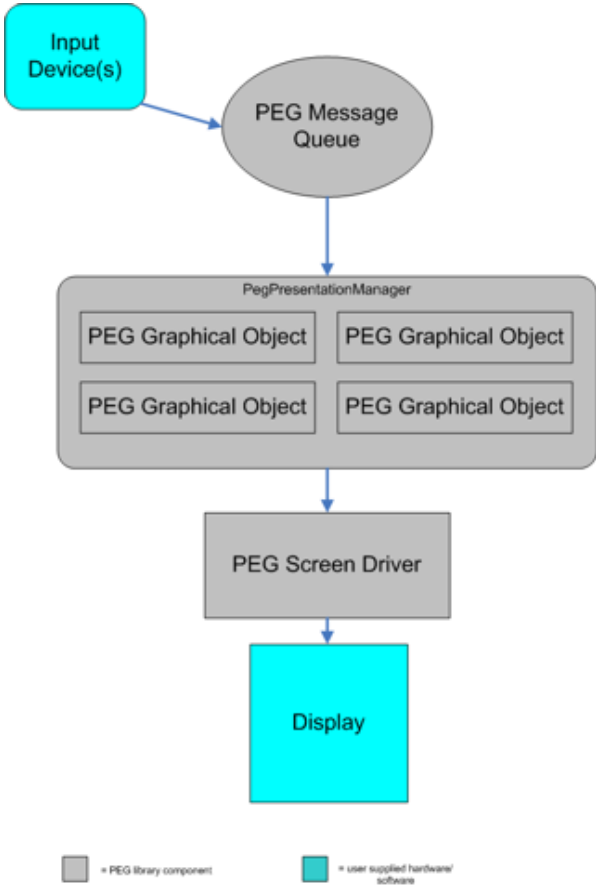 Input
Device(s)
PEG Message
Queue
PegPresentationManager
PEG Graphical Object
PEG Graphical Object
PEG Graphical Object
PEG Graphical Object
PEG Screen Driver
Display
= PEG library component
= user supplied hardware/
software